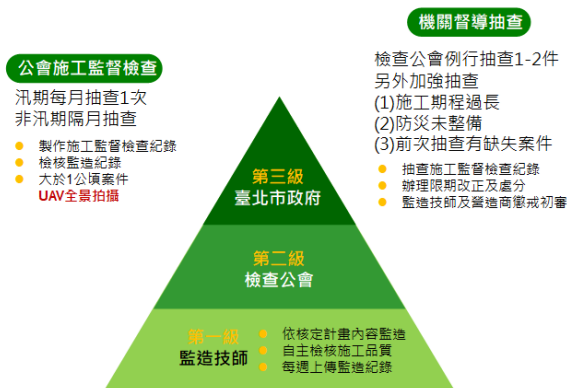 公會施工監督檢查
汛期每月抽查1次
非汛期隔月抽查
製作施工監督檢查紀錄
檢核監造紀錄
大於1公頃案件
UAV全景拍攝
機關督導抽查
檢查公會例行抽查1-2件
另外加強抽查
(1)施工期程過長
(2)防災未整備
(3)前次抽查有缺失案件
抽查施工監督檢查紀錄
辦理限期改正及處分
監造技師及營造商懲戒初審
第三級
臺北市政府
第二級
檢查公會
第一級
監造技師
依核定計畫內容監造
自主檢核施工品質
每週上傳監造紀錄